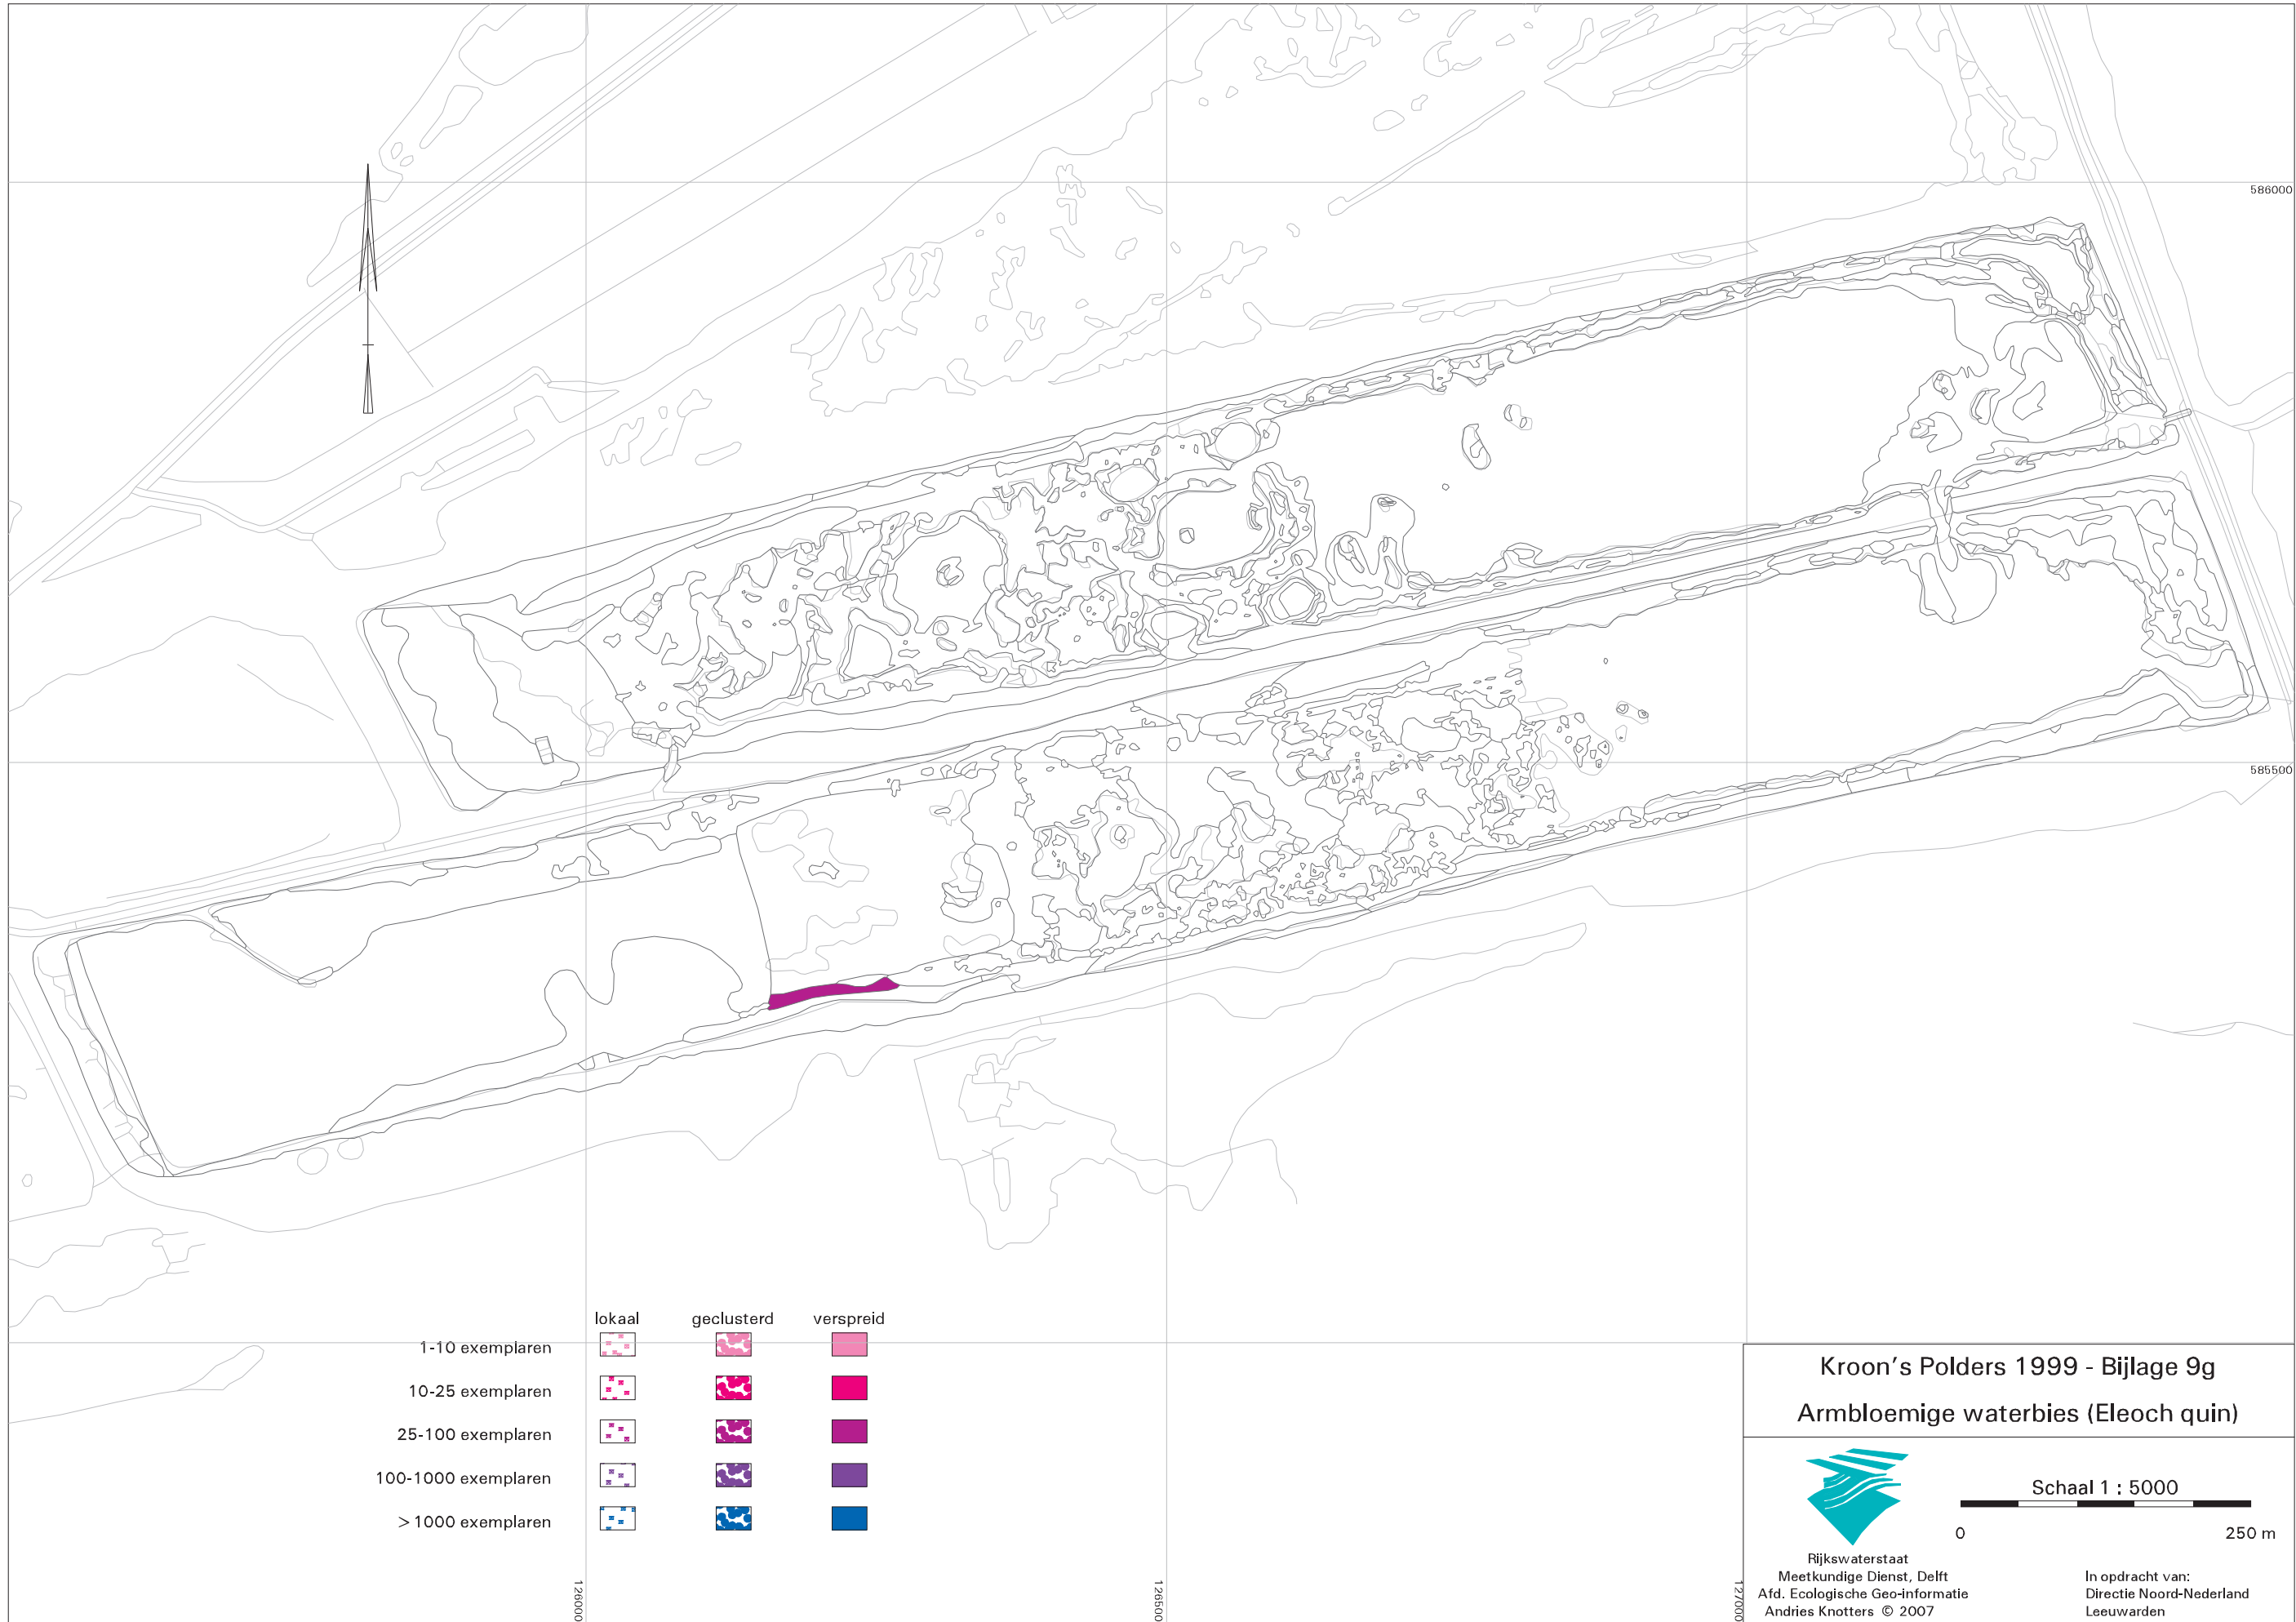 586000
585500
lokaal geclusterd verspreid
1-10 exemplaren
10-25 exemplaren
25-100 exemplaren
100-1000 exemplaren
>1000 exemplaren
Kroon's Polders 1999 - Bijlage 9g
Armbloemige waterbies (Eleoch quin)
Schaal 1 : 5000
0 250 m
Rijkswaterstaat
Meetkundige Dienst, Delft
Afd. Ecologische Geo-informatie
Andries Knotters © 2007
In opdracht van:
Directie Noord-Nederland
Leeuwarden
126000
126500
127000